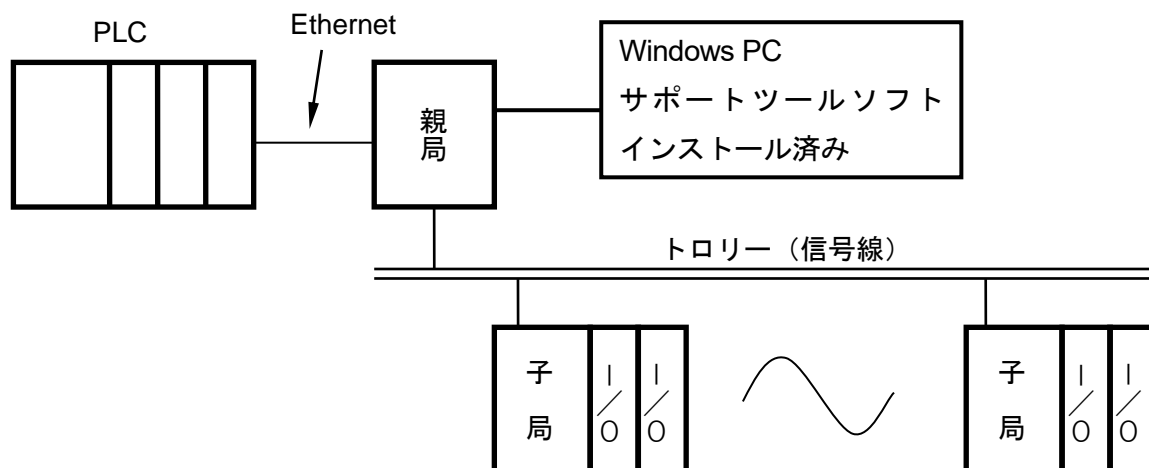 PLC
Ethernet
親局
Windows PC
サポートツールソフト
インストール済み
トロリー（信号線）
子局
I／O
I／O
子局
I／O
I／O